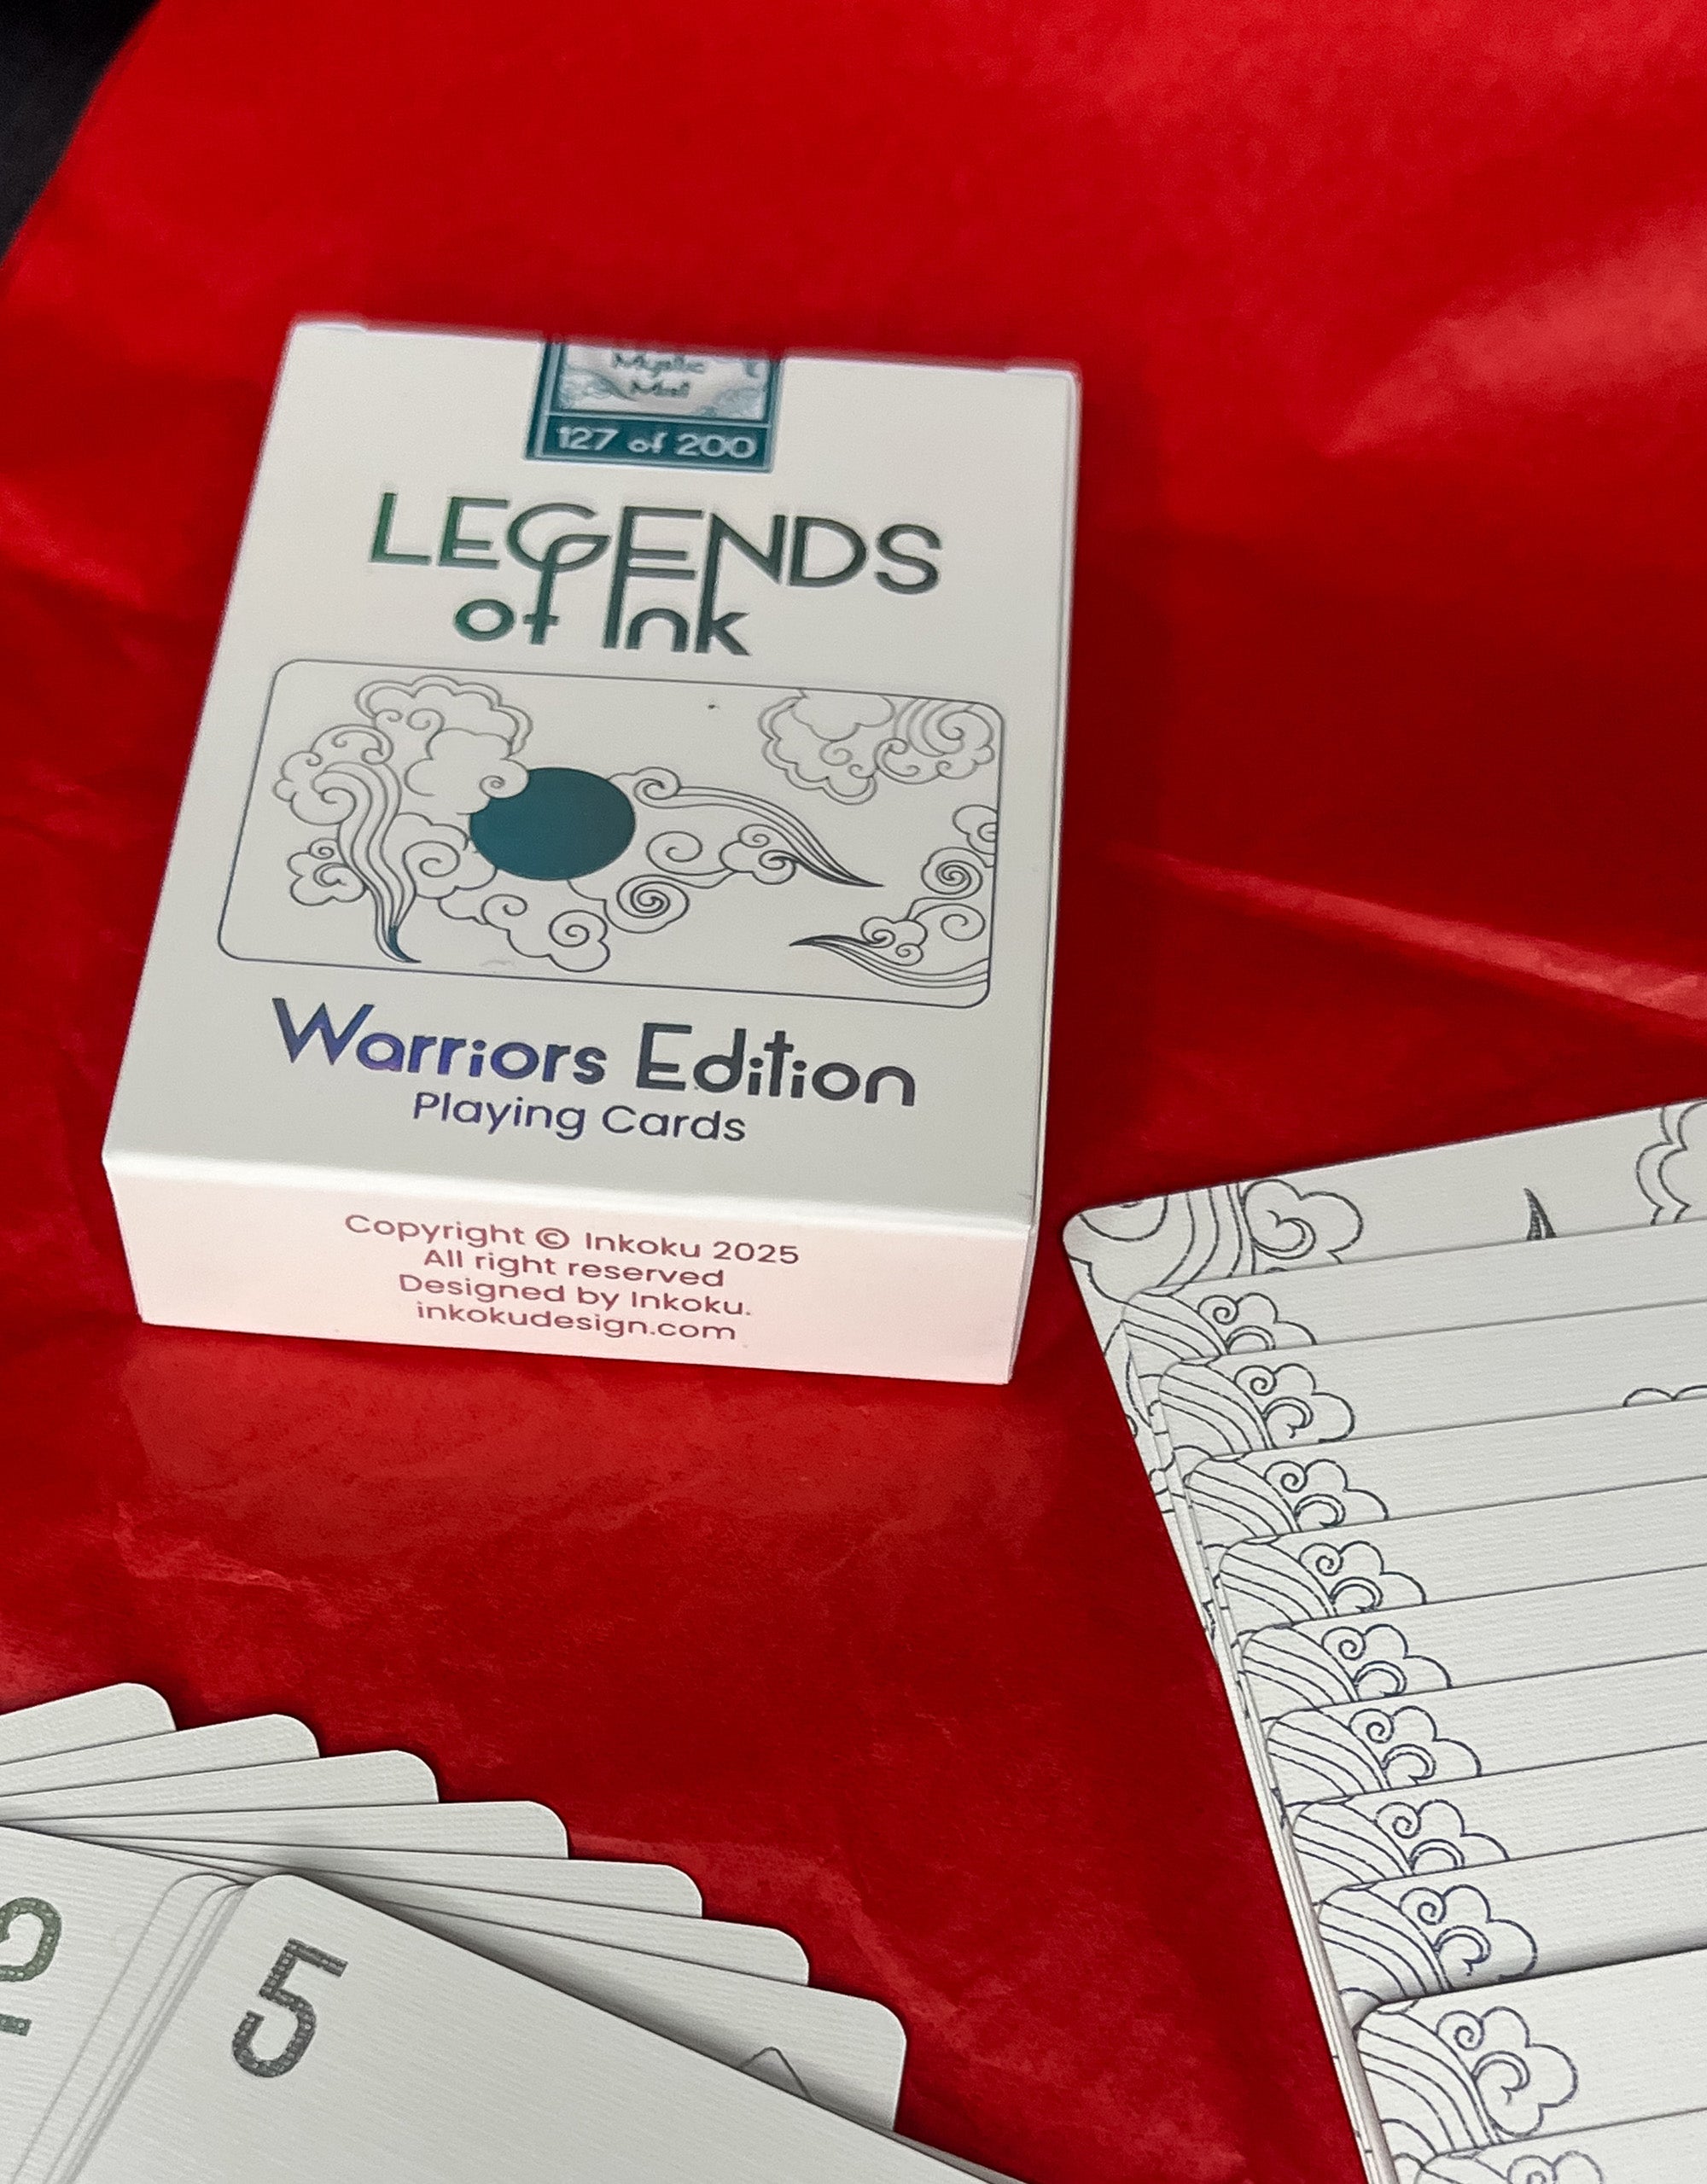 Mystic
Mist
127 of 200
LEGENDS
of Ink
Warriors Edition
Playing Cards
Copyright © Inkoku 2025
All right reserved
Designed by Inkoku.
inkokudesign.com
2
5